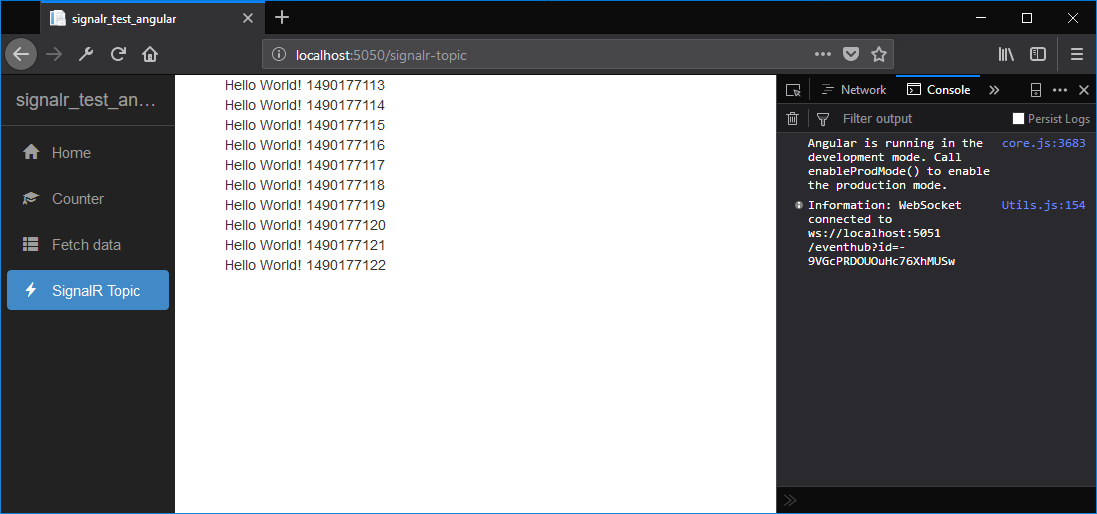 signalr_test_angular
localhost:5050/signalr-topic
signalr_test_an...
Home
Counter
Fetch data
SignalR Topic
Hello World! 1490177113
Hello World! 1490177114
Hello World! 1490177115
Hello World! 1490177116
Hello World! 1490177117
Hello World! 1490177118
Hello World! 1490177119
Hello World! 1490177120
Hello World! 1490177121
Hello World! 1490177122
Network
Console
Filter output
Persist Logs
Angular is running in the core.js:3683
development mode. Call
enableProdMode() to enable
the production mode.
Information: WebSocket Utils.js:154
connected to
ws://localhost:5051
/eventhub?id=-
9VGcPRDOUOuHc76XhMUSw